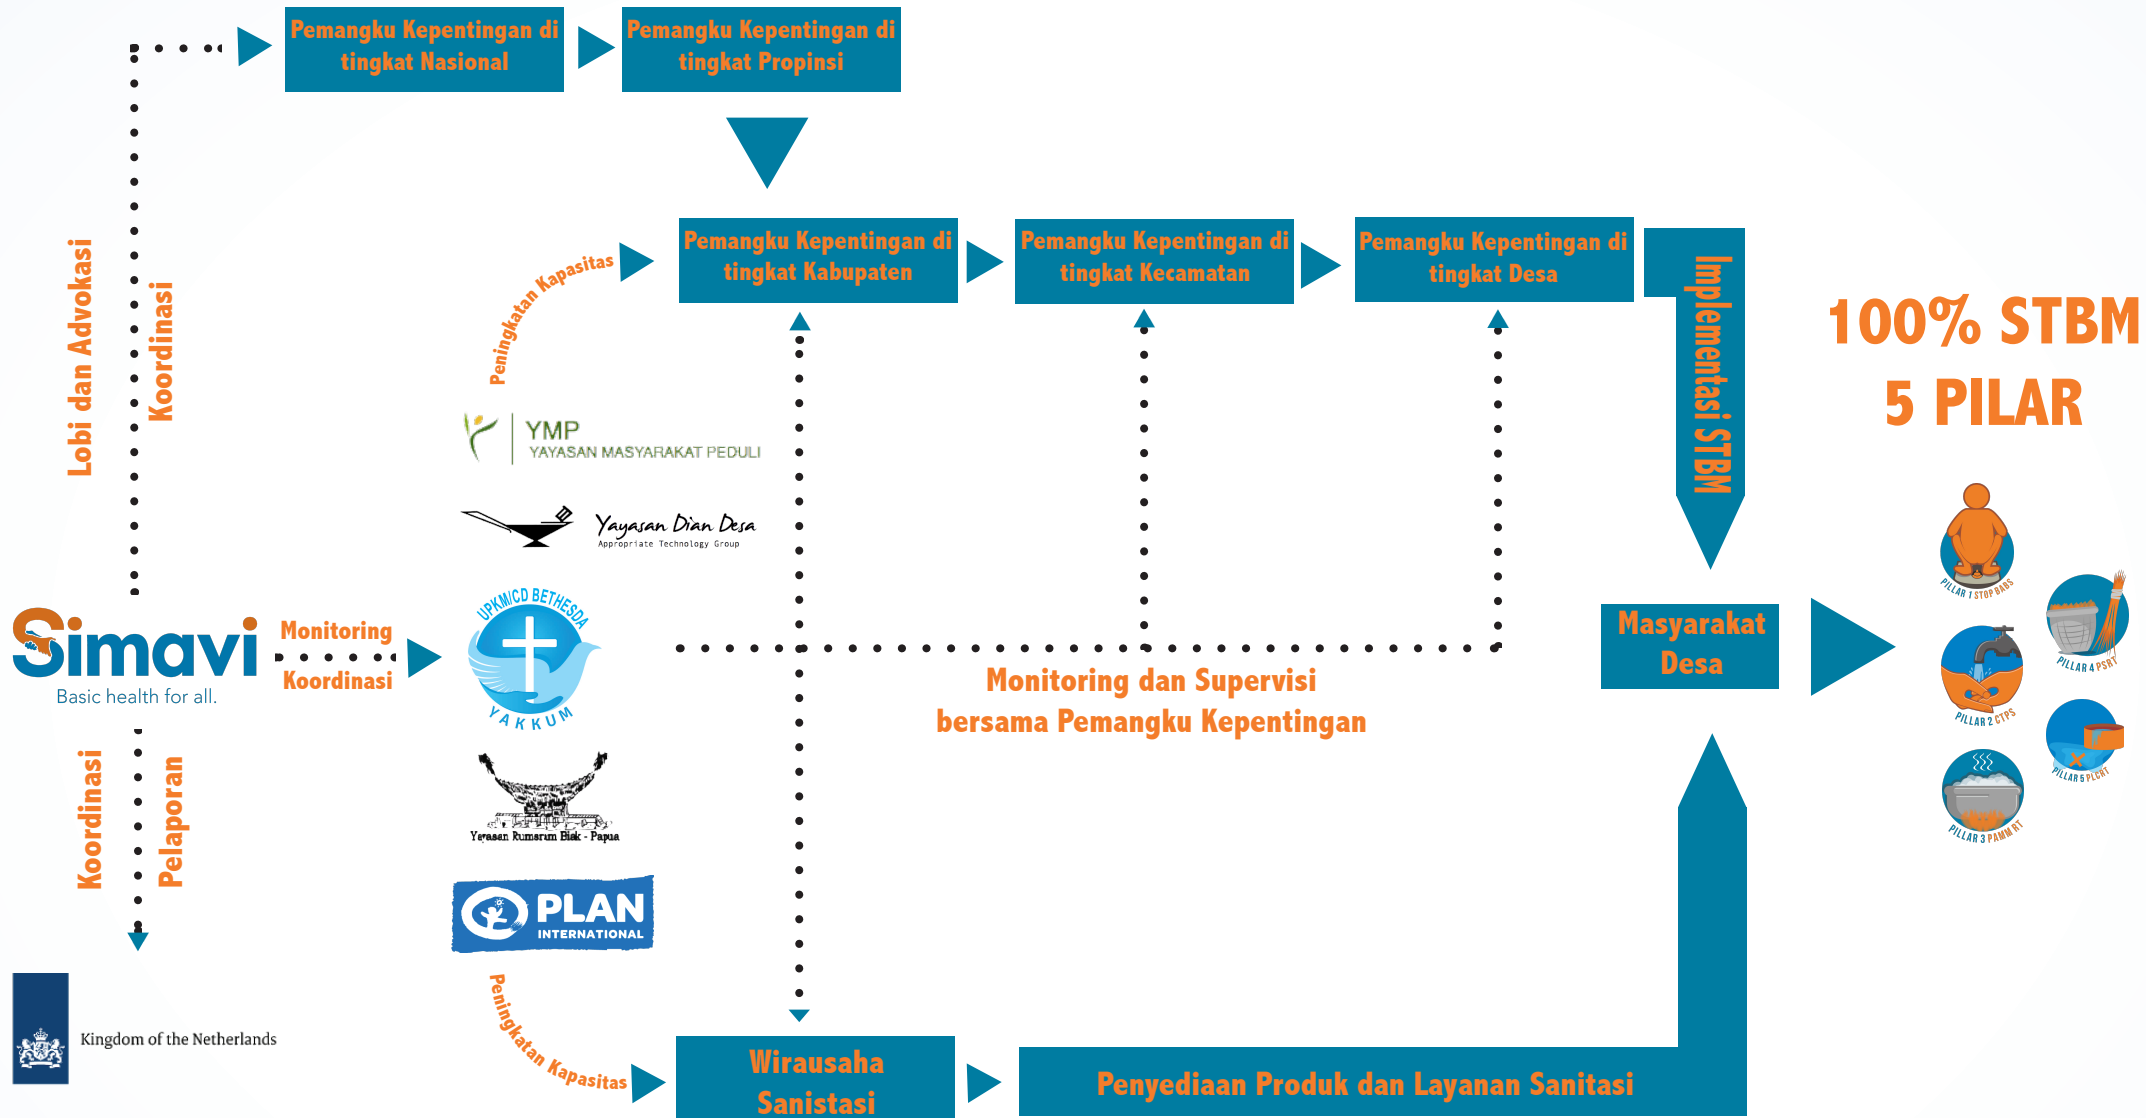 Pemangku Kepentingan di
tingkat Nasional
Pemangku Kepentingan di
tingkat Propinsi
Lobi dan Advokasi
Koordinasi
Peningkatan Kapasitas
Pemangku Kepentingan di
tingkat Kabupaten
Pemangku Kepentingan di
tingkat Kecamatan
Pemangku Kepentingan di
tingkat Desa
Implementasi STBM
100% STBM
5 PILAR
YMP
YAYASAN MASYARAKAT PEDULI
Yayasan Dian Desa
Appropriate Technology Group
Simavi
Basic health for all.
Monitoring
Koordinasi
UPKM/CD BETHESDA
YAKKUM
Monitoring dan Supervisi
bersama Pemangku Kepentingan
Masyarakat
Desa
PILLAR 1 STOP BABS
PILLAR 4 PSRT
PILLAR 2 CTPS
PILLAR 5 PLCRT
PILLAR 3 PAMM RT
Koordinasi
Pelaporan
Yayasan Rumsram Biak - Papua
PLAN
INTERNATIONAL
Kingdom of the Netherlands
Peningkatan Kapasitas
Wirausaha
Sanistasi
Penyediaan Produk dan Layanan Sanitasi